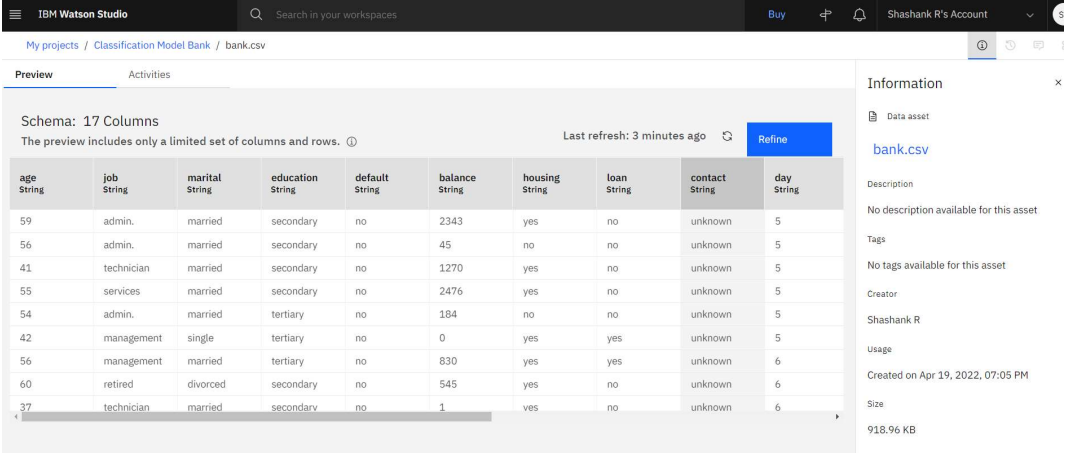 IBM Watson Studio
Search in your workspaces
Buy
Shashank R's Account
S
My projects / Classification Model Bank / bank.csv
Preview
Activities
Schema: 17 Columns
The preview includes only a limited set of columns and rows.
Last refresh: 3 minutes ago
Refine
age job marital education default balance housing loan contact day
String String String String String String String String String String
59 admin. married secondary no 2343 yes no unknown 5
56 admin. married secondary no 45 no no unknown 5
41 technician married secondary no 1270 yes no unknown 5
55 services married secondary no 2476 yes no unknown 5
54 admin. married tertiary no 184 no no unknown 5
42 management single tertiary no 0 yes yes unknown 5
56 management married tertiary no 830 yes yes unknown 6
60 retired divorced secondary no 545 yes no unknown 6
37 technician married secondary no 1 yes no unknown 6
Information
Data asset
bank.csv
Description
No description available for this asset
Tags
No tags available for this asset
Creator
Shashank R
Usage
Created on Apr 19, 2022, 07:05 PM
Size
918.96 KB